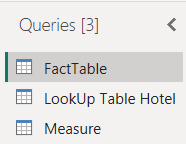 Queries [3]
FactTable
LookUp Table Hotel
Measure